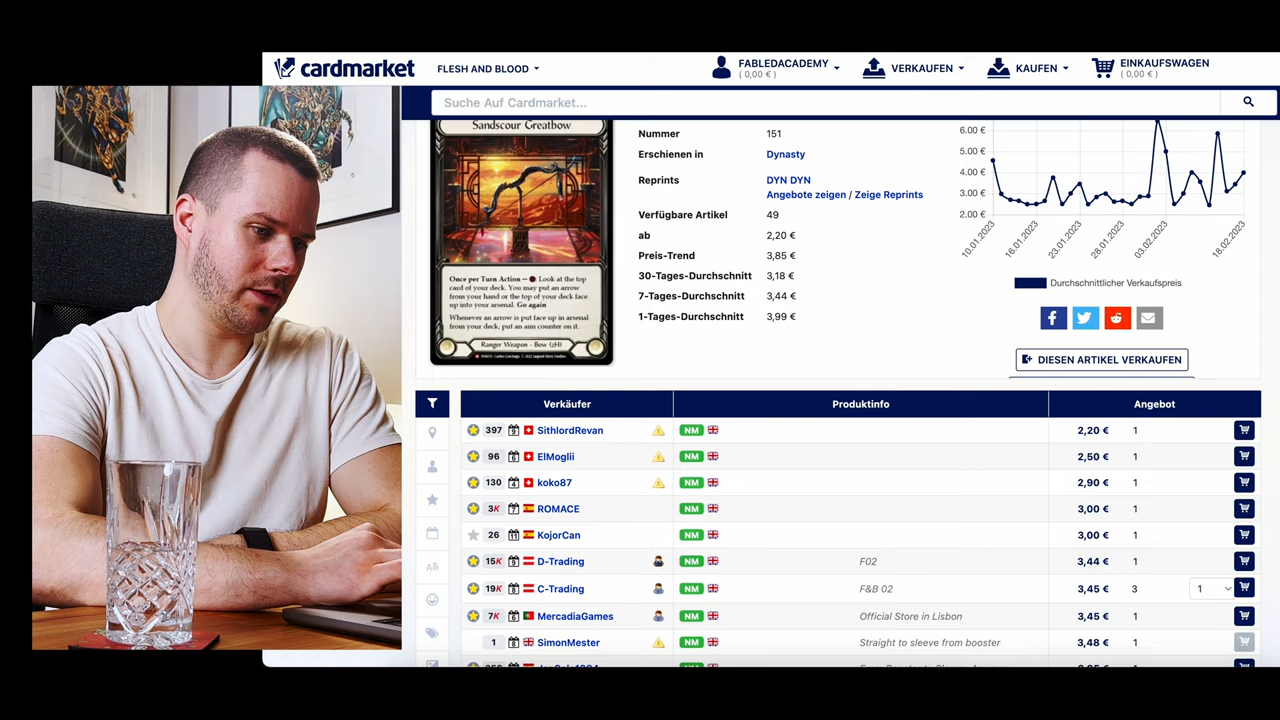 cardmarket
FLESH AND BLOOD
FABLEDACADEMY
( 0,00 € )
VERKAUFEN
KAUFEN
EINKAUFSWAGEN
( 0,00 € )
Suche Auf Cardmarket...
Sandscour Greatbow
Once per Turn Action – Look at the top
card of your deck. You may put an arrow
from your hand or the top of your deck face
up into your arsenal. Go again
Whenever an arrow is put face up in arsenal
from your deck, put an aim counter on it.
Ranger Weapon – Bow (2H)
Nummer 151
Erschienen in Dynasty
Reprints DYN DYN
Angebote zeigen / Zeige Reprints
Verfügbare Artikel 49
ab 2,20 €
Preis-Trend 3,85 €
30-Tages-Durchschnitt 3,18 €
7-Tages-Durchschnitt 3,44 €
1-Tages-Durchschnitt 3,99 €
6.00 €
5.00 €
4.00 €
3.00 €
2.00 €
10.01.2023 16.01.2023 23.01.2023 28.01.2023 03.02.2023 18.02.2023
Durchschnittlicher Verkaufspreis
DIESEN ARTIKEL VERKAUFEN
Verkäufer Produktinfo Angebot
397 9 SithlordRevan NM 2,20 € 1
96 6 ElMoglii NM 2,50 € 1
130 4 koko87 NM 2,90 € 1
3K 7 ROMACE NM 3,00 € 1
26 11 KojorCan NM 3,00 € 1
15K 9 D-Trading NM F02 3,44 € 1
19K 8 C-Trading NM F&B 02 3,45 € 3 1
7K 6 MercadiaGames NM Official Store in Lisbon 3,45 € 1
1 8 SimonMester NM Straight to sleeve from booster 3,48 € 1